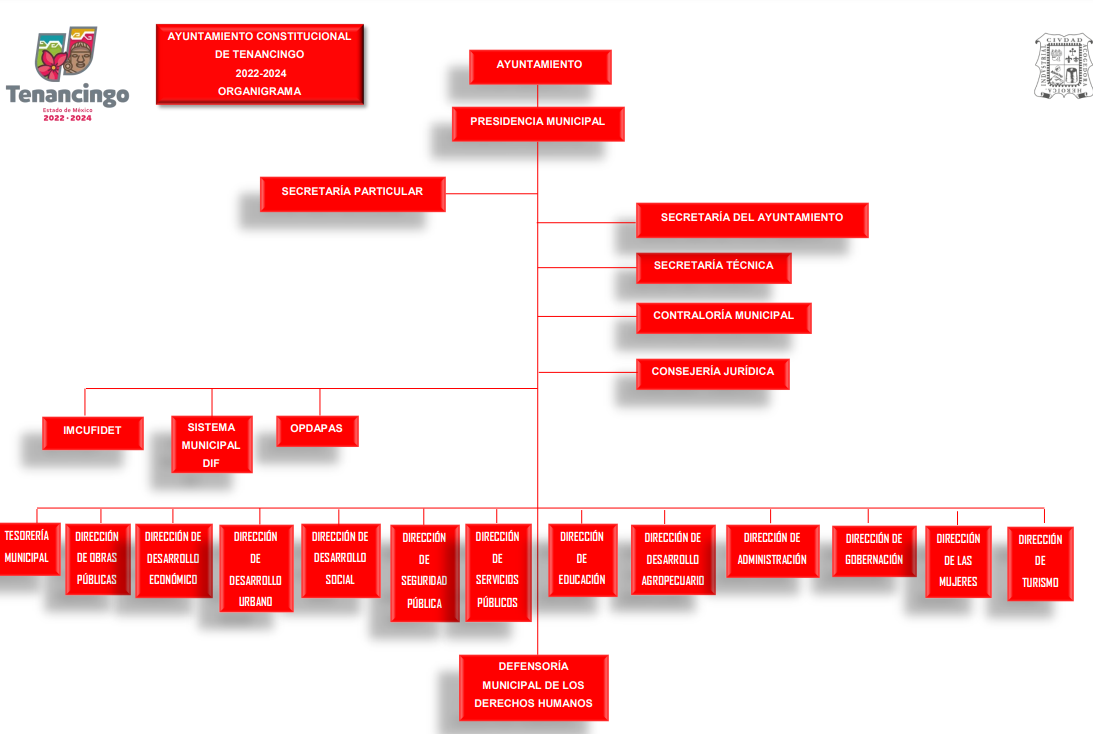 Tenancingo
Estado de México
2022 - 2024
AYUNTAMIENTO CONSTITUCIONAL
DE TENANCINGO
2022-2024
ORGANIGRAMA
CIVDAD
HEROICA
AYUNTAMIENTO
PRESIDENCIA MUNICIPAL
SECRETARÍA PARTICULAR
SECRETARÍA DEL AYUNTAMIENTO
SECRETARÍA TÉCNICA
CONTRALORÍA MUNICIPAL
CONSEJERÍA JURÍDICA
IMCUFIDET
SISTEMA
MUNICIPAL
DIF
OPDAPAS
TESORERÍA
MUNICIPAL
DIRECCIÓN
DE OBRAS
PÚBLICAS
DIRECCIÓN DE
DESARROLLO
ECONÓMICO
DIRECCIÓN
DE
DESARROLLO
URBANO
DIRECCIÓN DE
DESARROLLO
SOCIAL
DIRECCIÓN
DE
SEGURIDAD
PÚBLICA
DIRECCIÓN
DE
SERVICIOS
PÚBLICOS
DIRECCIÓN
DE
EDUCACIÓN
DIRECCIÓN DE
DESARROLLO
AGROPECUARIO
DIRECCIÓN DE
ADMINISTRACIÓN
DIRECCIÓN DE
GOBERNACIÓN
DIRECCIÓN
DE LAS
MUJERES
DIRECCIÓN
DE
TURISMO
DEFENSORÍA
MUNICIPAL DE LOS
DERECHOS HUMANOS